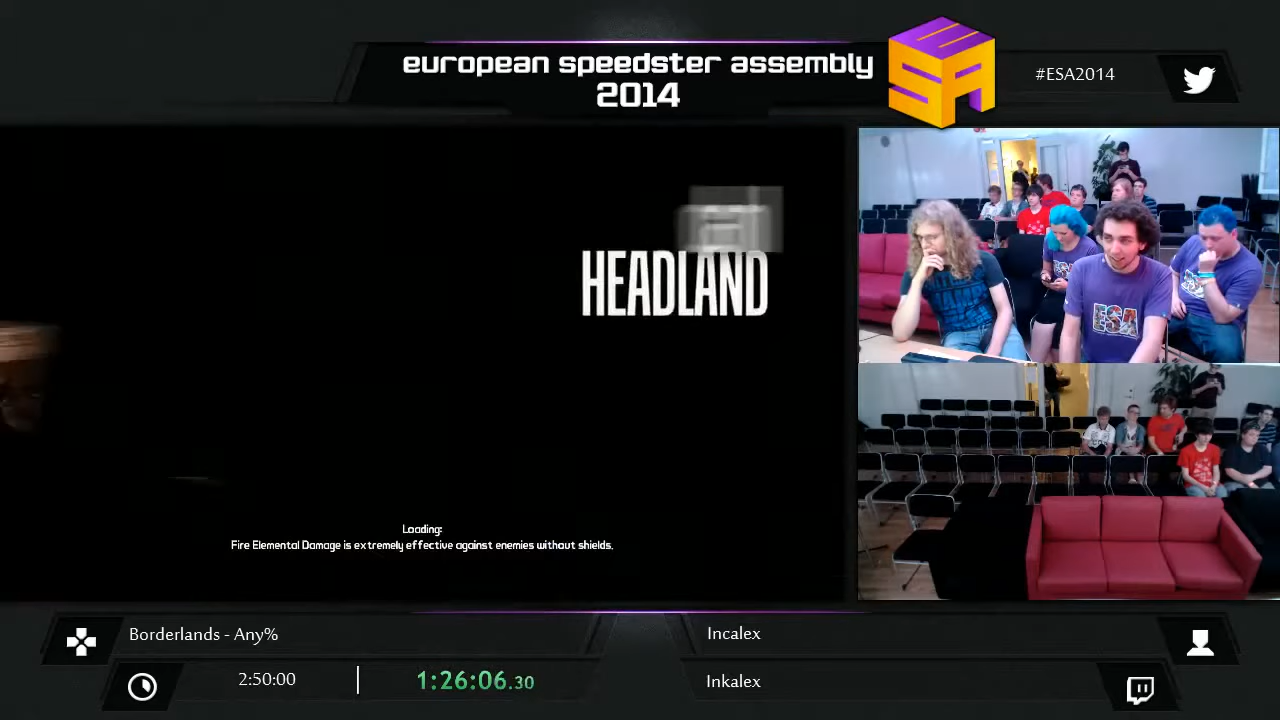 european speedster assembly
2014
ESA
#ESA2014
HEADLAND
ESA
Loading:
Fire Elemental Damage is extremely effective against enemies without shields.
Borderlands - Any%
Incalex
2:50:00
1:26:06.30
Inkalex